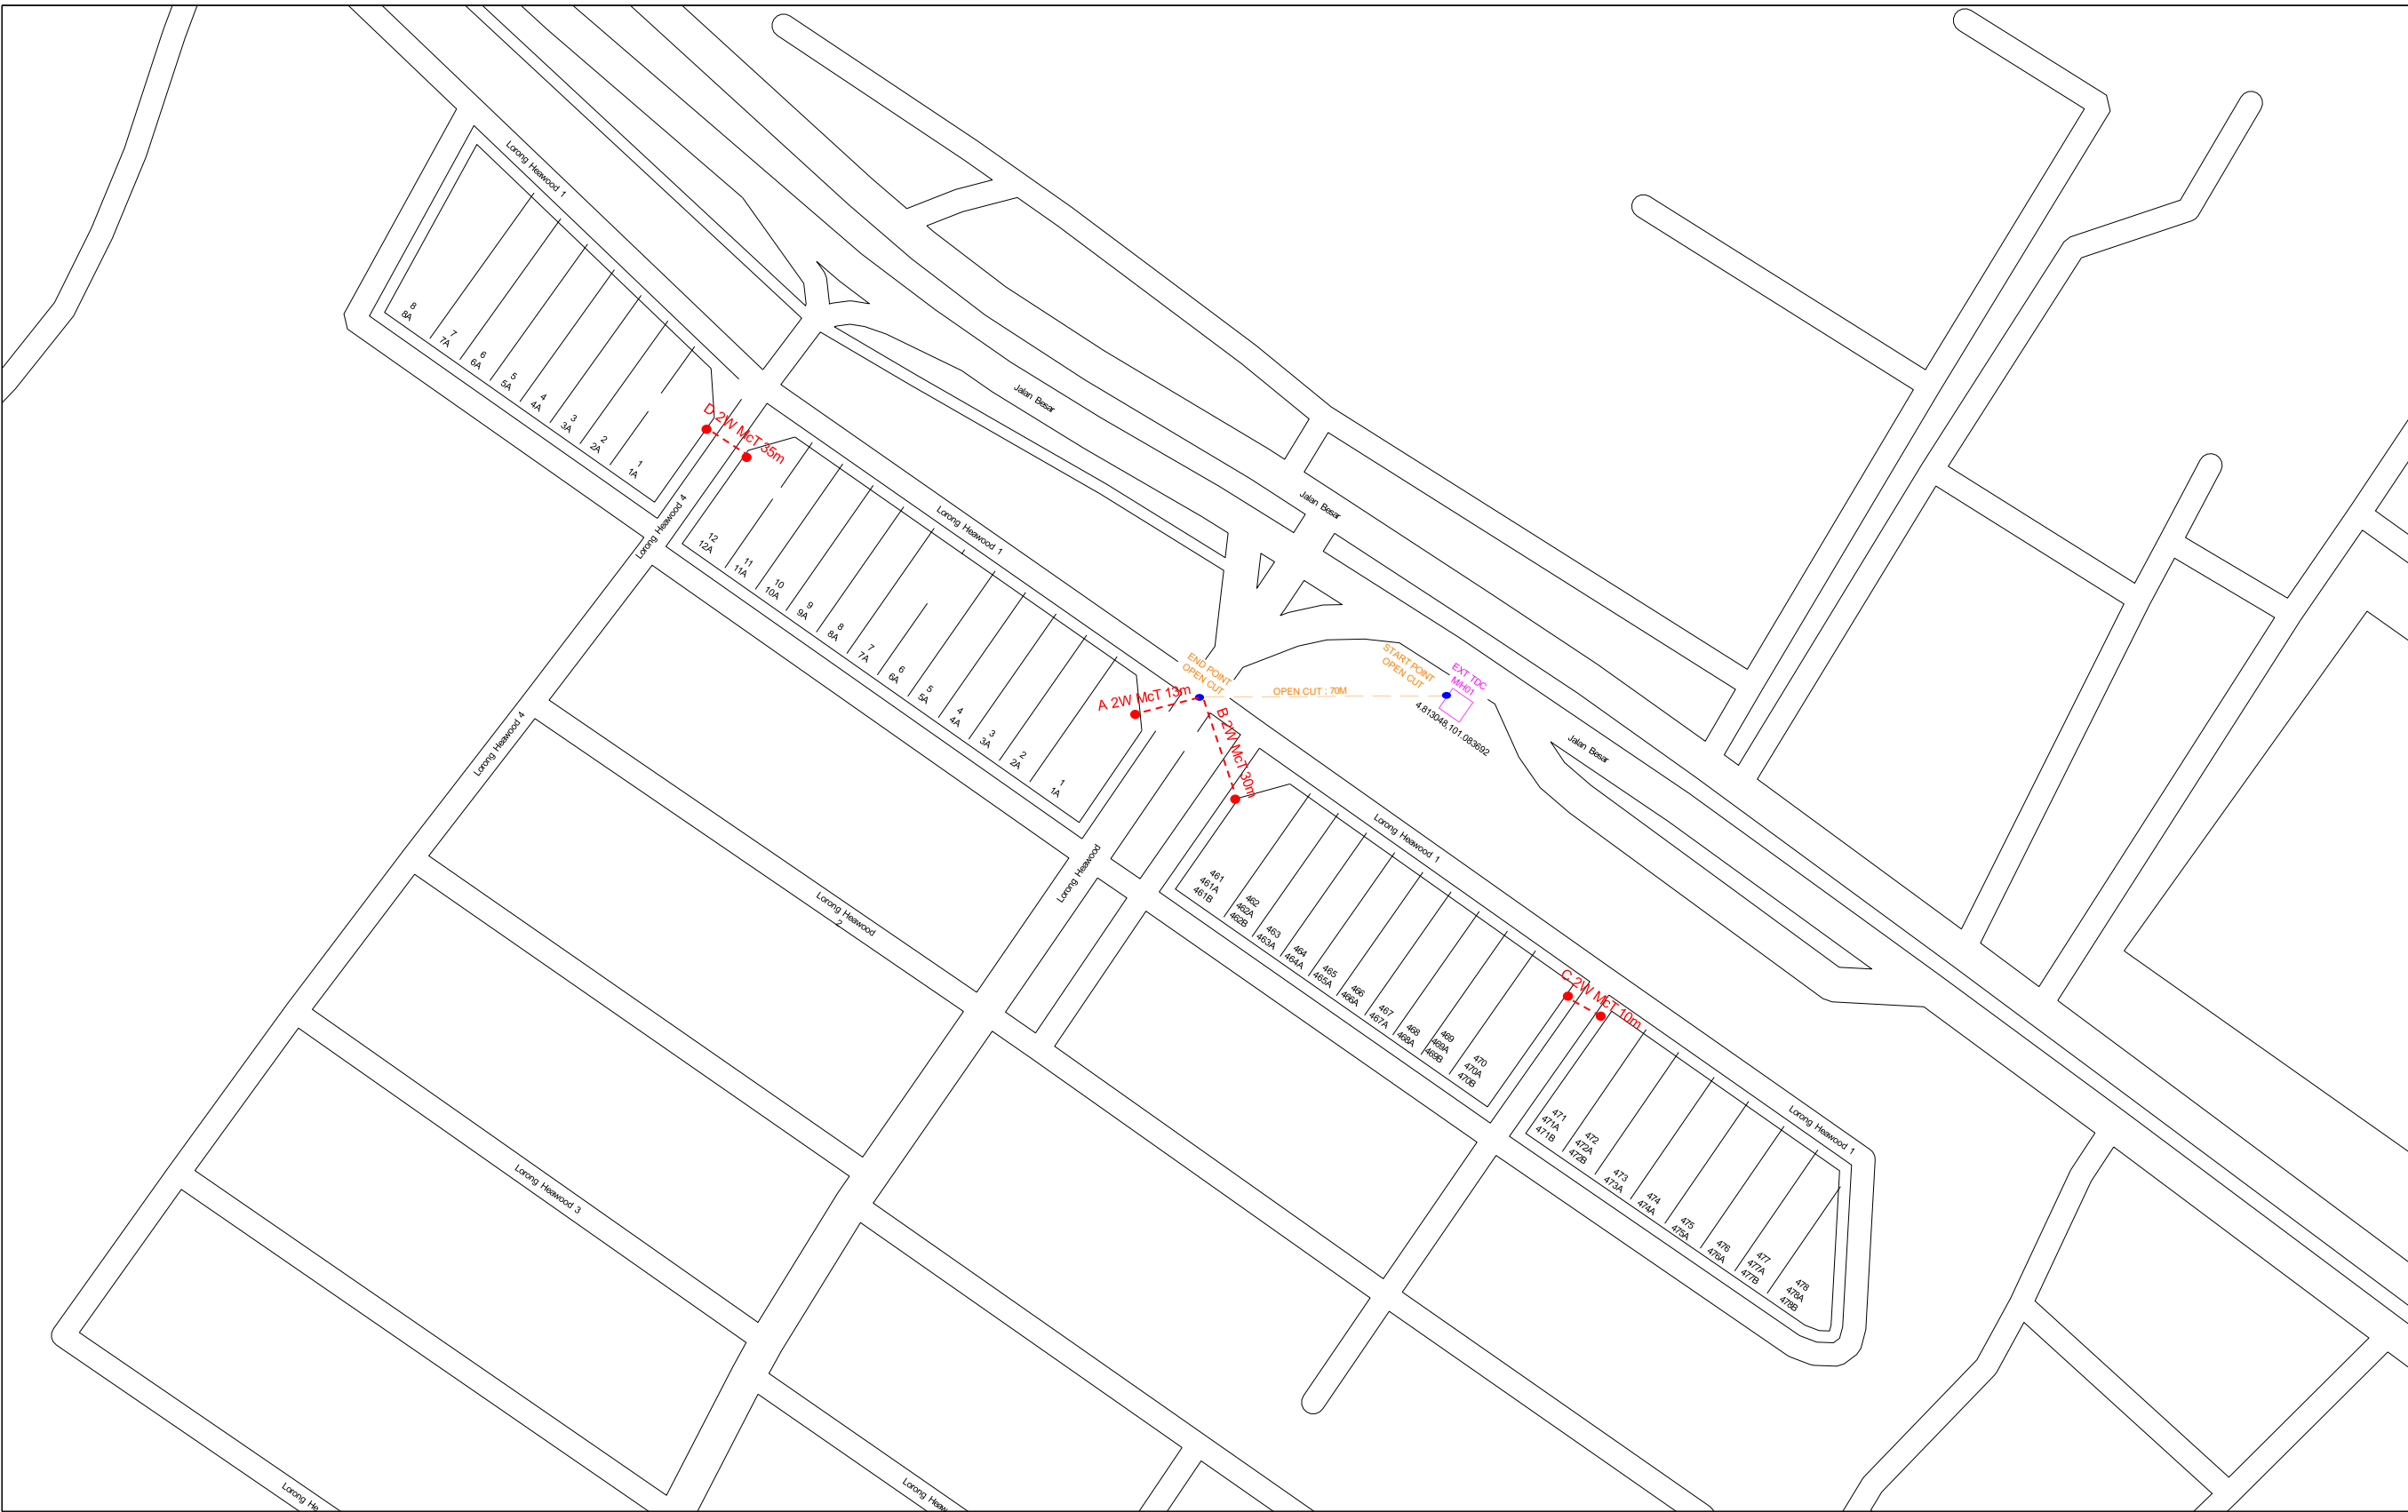 Lorong Heawood 1
8
8A
7
7A
6
6A
5
5A
4
4A
3
3A
2
2A
1
1A
D 2W McT 35m
Jalan Besar
Lorong Heawood 4
Lorong Heawood 1
Jalan Besar
12
12A
11
11A
10
10A
9
9A
8
8A
7
7A
6
6A
5
5A
4
4A
3
3A
2
2A
1
1A
END POINT
OPEN CUT
START POINT
OPEN CUT
EXT TDC
M/H01
OPEN CUT : 70M
4.813048,101.083692
A 2W McT 13m
B 2W McT 30m
Jalan Besar
Lorong Heawood 4
Lorong Heawood 1
Lorong Heawood
461
461A
461B
462
462A
462B
463
463A
464
464A
465
465A
466
466A
467
467A
468
468A
469
469A
469B
470
470A
470B
C 2W McT 10m
Lorong Heawood
2
Lorong Heawood 1
471
471A
471B
472
472A
472B
473
473A
474
474A
475
475A
476
476A
477
477A
477B
478
478A
478B
Lorong Heawood 3
Lorong He
Lorong Heaw